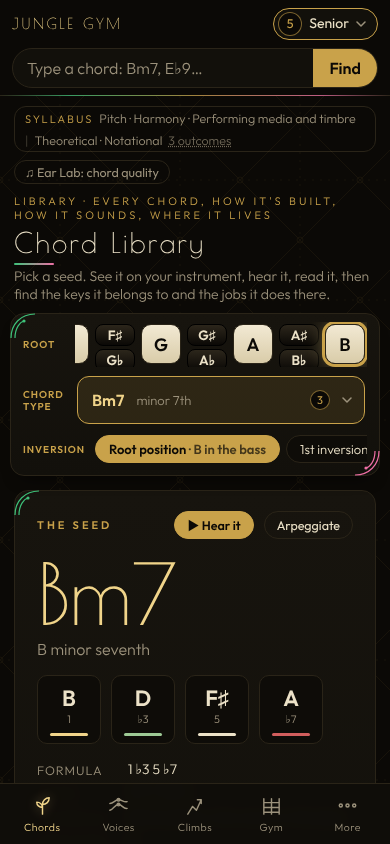 JUNGLE GYM
5 Senior
Type a chord: Bm7, E♭9…
Find
SYLLABUS Pitch · Harmony · Performing media and timbre
| Theoretical · Notational 3 outcomes
♫ Ear Lab: chord quality
LIBRARY · EVERY CHORD, HOW IT'S BUILT,
HOW IT SOUNDS, WHERE IT LIVES
Chord Library
Pick a seed. See it on your instrument, hear it, read it, then
find the keys it belongs to and the jobs it does there.
ROOT
F♯ G♭ G G♯ A♭ A A♯ B♭ B
CHORD
TYPE
Bm7 minor 7th 3
INVERSION Root position · B in the bass 1st inversion
THE SEED ▶ Hear it Arpeggiate
Bm7
B minor seventh
B D F♯ A
1 ♭3 5 ♭7
FORMULA 1 ♭3 5 ♭7
Chords Voices Climbs Gym More